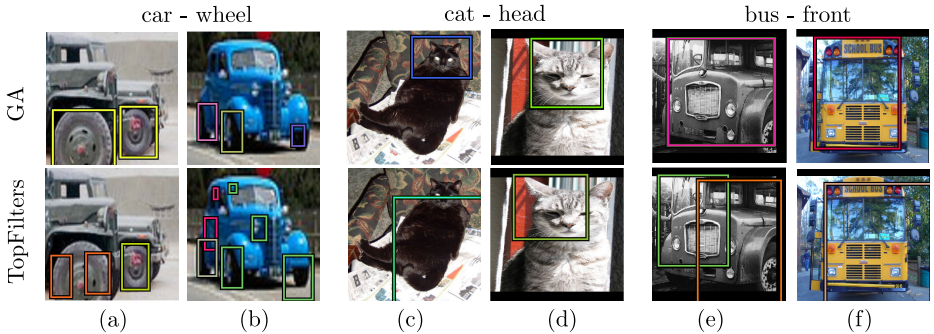 car - wheel
cat - head
bus - front
GA
SCHOOL BUS
TopFilters
SCHOOL BUS
(a)
(b)
(c)
(d)
(e)
(f)